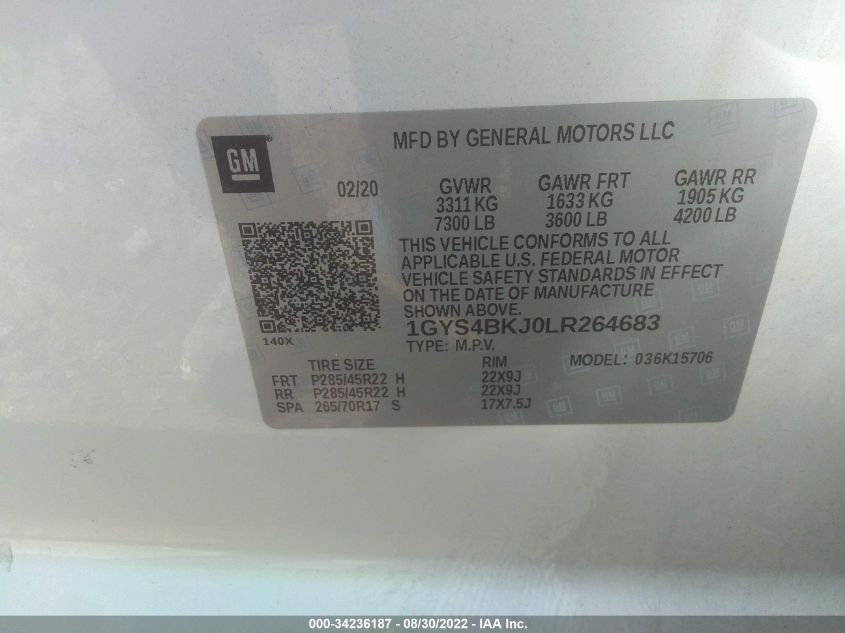 MFD BY GENERAL MOTORS LLC
GM
02/20
GVWR GAWR FRT GAWR RR
3311 KG 1633 KG 1905 KG
7300 LB 3600 LB 4200 LB
THIS VEHICLE CONFORMS TO ALL
APPLICABLE U.S. FEDERAL MOTOR
VEHICLE SAFETY STANDARDS IN EFFECT
ON THE DATE OF MANUFACTURE
SHOWN ABOVE.
1GYS4BKJ0LR264683
140X
TYPE: M.P.V. MODEL: 036K15706
TIRE SIZE RIM
FRT P285/45R22 H 22X9J
RR P285/45R22 H 22X9J
SPA 265/70R17 S 17X7.5J
000-34236187 - 08/30/2022 - IAA Inc.